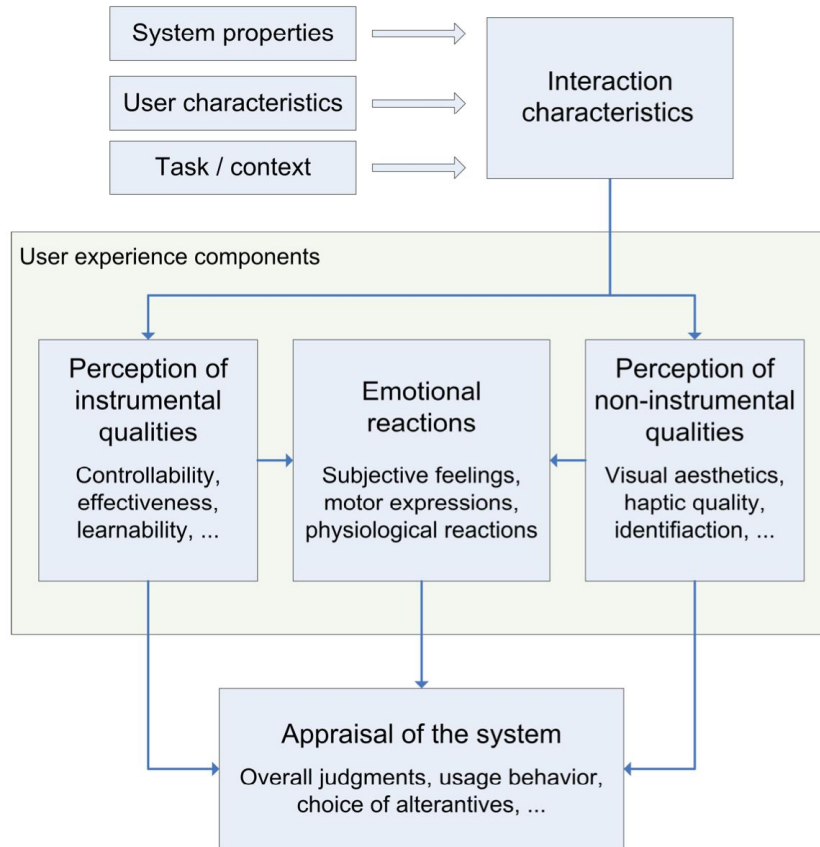 System properties
User characteristics
Task / context
Interaction
characteristics
User experience components
Perception of
instrumental
qualities
Controllability,
effectiveness,
learnability, ...
Emotional
reactions
Subjective feelings,
motor expressions,
physiological reactions
Perception of
non-instrumental
qualities
Visual aesthetics,
haptic quality,
identifiaction, ...
Appraisal of the system
Overall judgments, usage behavior,
choice of alterantives, ...